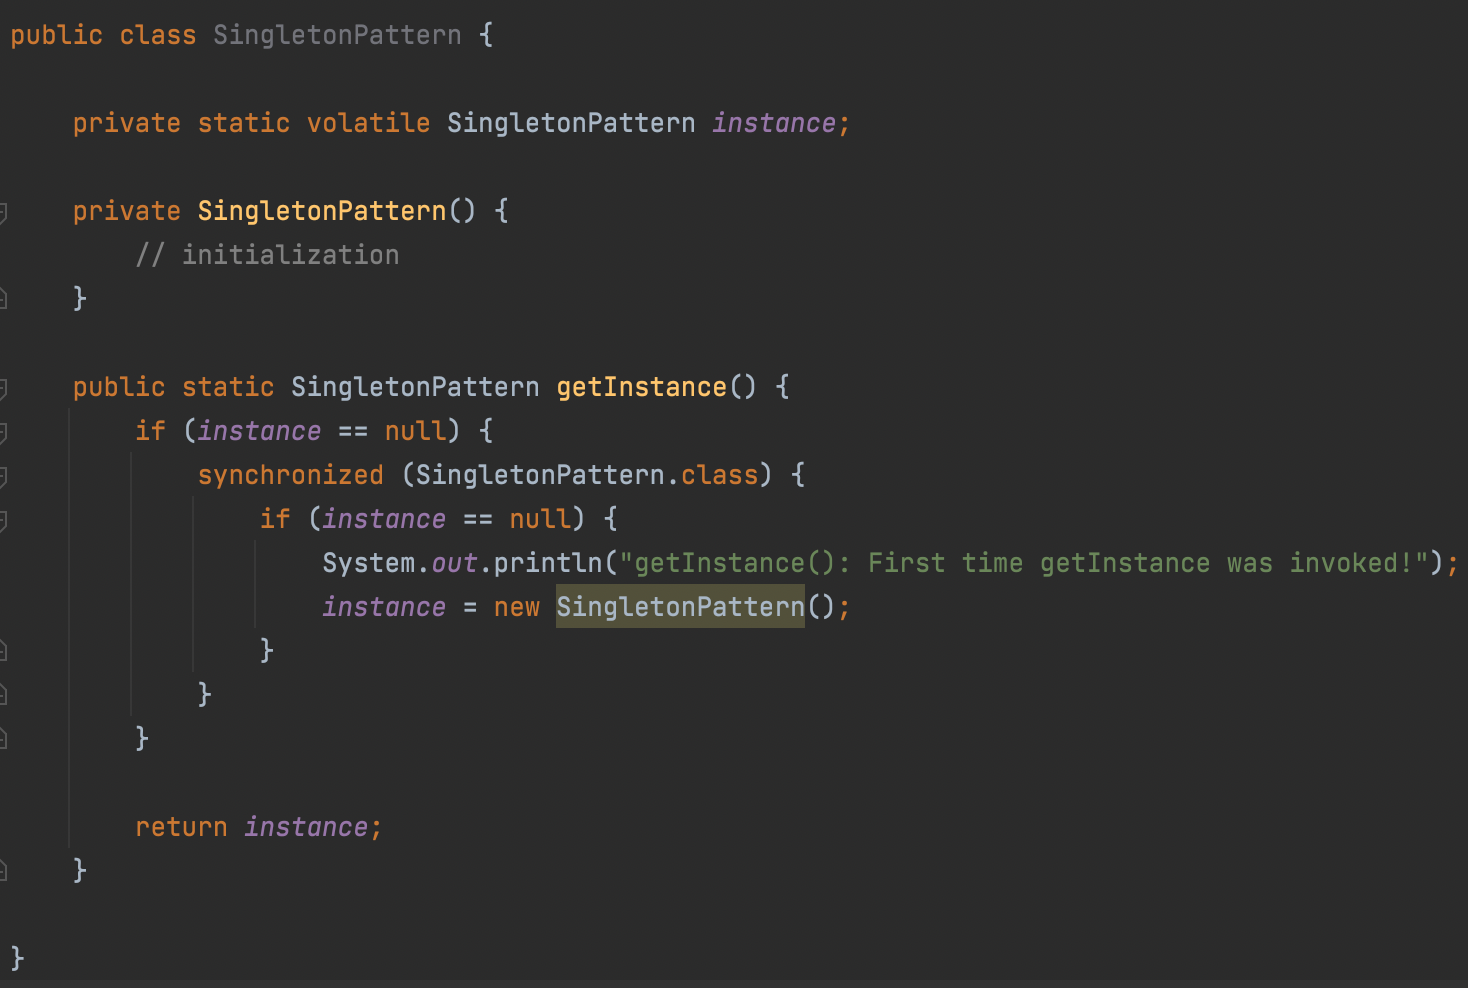 public class SingletonPattern {
private static volatile SingletonPattern instance;
private SingletonPattern() {
// initialization
}
public static SingletonPattern getInstance() {
if (instance == null) {
synchronized (SingletonPattern.class) {
if (instance == null) {
System.out.println("getInstance(): First time getInstance was invoked!");
instance = new SingletonPattern();
}
}
}
return instance;
}
}